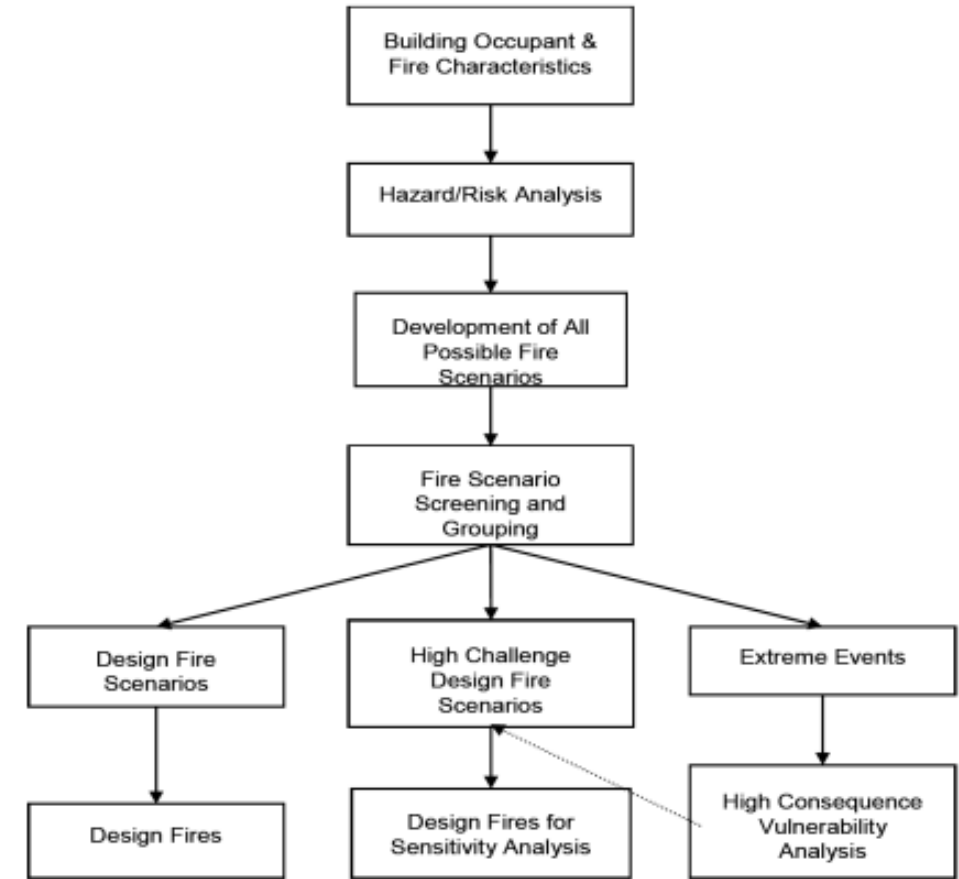 Building Occupant &
Fire Characteristics
Hazard/Risk Analysis
Development of All
Possible Fire
Scenarios
Fire Scenario
Screening and
Grouping
Design Fire
Scenarios
High Challenge
Design Fire
Scenarios
Extreme Events
Design Fires
Design Fires for
Sensitivity Analysis
High Consequence
Vulnerability
Analysis